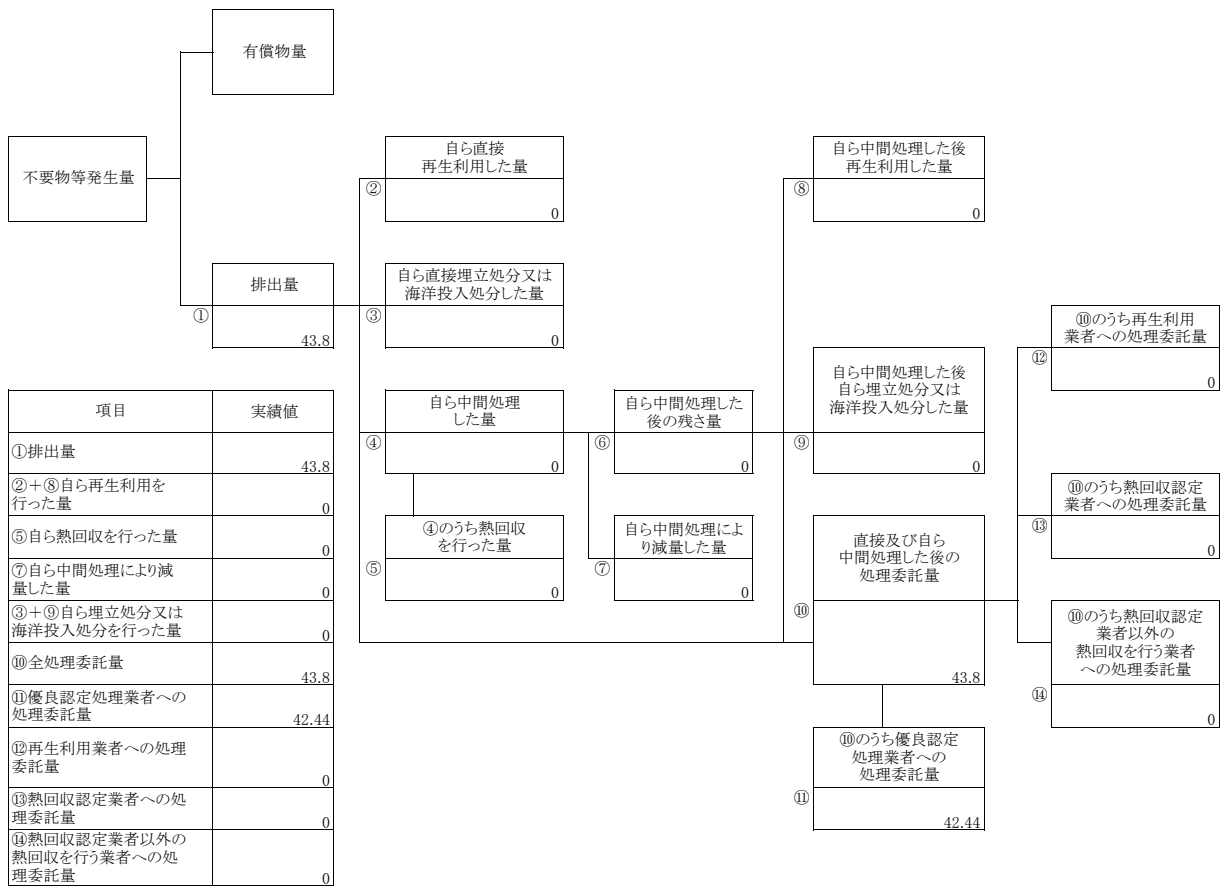 有償物量
不要物等発生量
自ら直接
再生利用した量
②
0
自ら中間処理した後
再生利用した量
⑧
0
排出量
①
43.8
自ら直接埋立処分又は
海洋投入処分した量
③
0
⑩のうち再生利用
業者への処理委託量
⑫
0
自ら中間処理
した量
④
0
自ら中間処理した
後の残さ量
⑥
0
自ら中間処理した後
自ら埋立処分又は
海洋投入処分した量
⑨
0
⑩のうち熱回収認定
業者への処理委託量
⑬
0
④のうち熱回収
を行った量
⑤
0
自ら中間処理によ
り減量した量
⑦
0
直接及び自ら
中間処理した後の
処理委託量
⑩
43.8
⑩のうち熱回収認定
業者以外の
熱回収を行う業者
への処理委託量
⑭
0
⑩のうち優良認定
処理業者への
処理委託量
⑪
42.44
項目 実績値
①排出量
43.8
②+⑧自ら再生利用を
行った量
0
⑤自ら熱回収を行った量
0
⑦自ら中間処理により減
量した量
0
③+⑨自ら埋立処分又は
海洋投入処分を行った量
0
⑩全処理委託量
43.8
⑪優良認定処理業者への
処理委託量
42.44
⑫再生利用業者への処理
委託量
0
⑬熱回収認定業者への処
理委託量
0
⑭熱回収認定業者以外の
熱回収を行う業者への処
理委託量
0